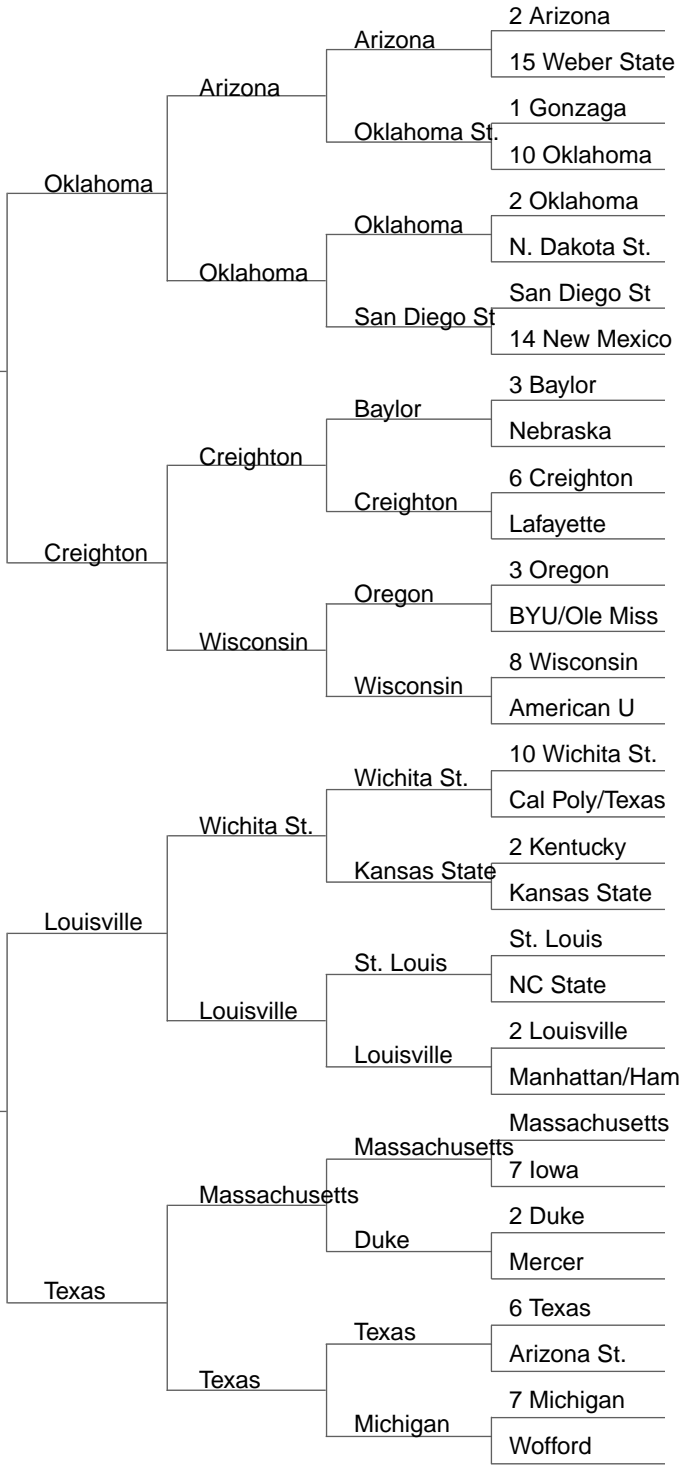 2 Arizona
Arizona
15 Weber State
Arizona
1 Gonzaga
Oklahoma St.
10 Oklahoma
Oklahoma
2 Oklahoma
Oklahoma
N. Dakota St.
Oklahoma
San Diego St
San Diego St
14 New Mexico
3 Baylor
Baylor
Nebraska
Creighton
6 Creighton
Creighton
Lafayette
Creighton
3 Oregon
Oregon
BYU/Ole Miss
Wisconsin
8 Wisconsin
Wisconsin
American U
10 Wichita St.
Wichita St.
Cal Poly/Texas
Wichita St.
2 Kentucky
Kansas State
Kansas State
Louisville
St. Louis
St. Louis
NC State
Louisville
2 Louisville
Louisville
Manhattan/Ham
Massachusetts
Massachusetts
7 Iowa
Massachusetts
2 Duke
Duke
Mercer
Texas
6 Texas
Texas
Arizona St.
Texas
7 Michigan
Michigan
Wofford